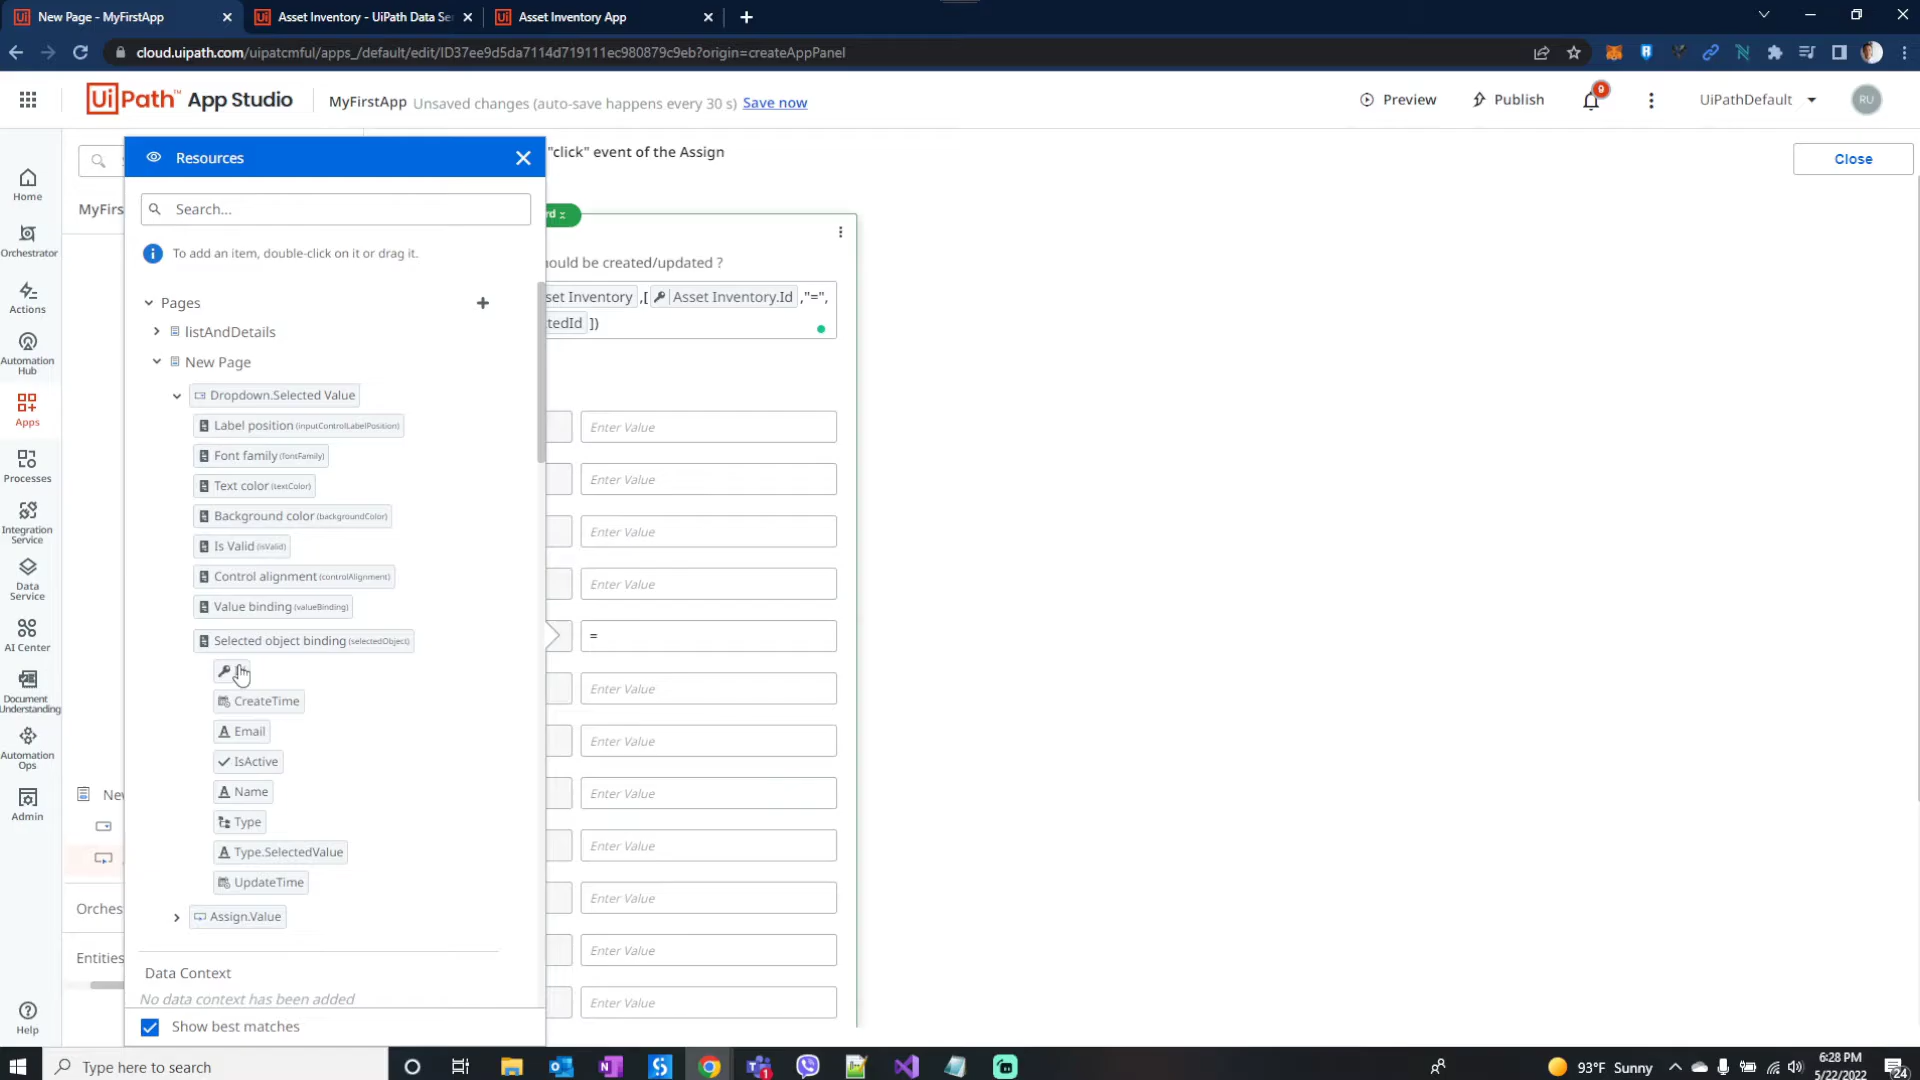 New Page - MyFirstApp
Asset Inventory - UiPath Data Se
Asset Inventory App
cloud.uipath.com/uipatcmful/apps_/default/edit/ID37ee9d5da7114d719111ec980879c9eb?origin=createAppPanel
UiPath™ App Studio
MyFirstApp Unsaved changes (auto-save happens every 30 s) Save now
Preview
Publish
9
UiPathDefault
RU
Home
Orchestrator
Actions
Automation
Hub
Apps
Processes
Integration
Service
Data
Service
AI Center
Document
Understanding
Automation
Ops
Admin
Help
MyFirs
New
Orches
Entities
Resources
Search...
To add an item, double-click on it or drag it.
Pages
listAndDetails
New Page
Dropdown.Selected Value
Label position (inputControlLabelPosition)
Font family (fontFamily)
Text color (textColor)
Background color (backgroundColor)
Is Valid (isValid)
Control alignment (controlAlignment)
Value binding (valueBinding)
Selected object binding (selectedObject)
CreateTime
Email
IsActive
Name
Type
Type.SelectedValue
UpdateTime
Assign.Value
Data Context
No data context has been added
Show best matches
"click" event of the Assign
Close
rd
ould be created/updated ?
set Inventory ,[ Asset Inventory.Id ,"=",
tedId ])
Enter Value
Enter Value
Enter Value
Enter Value
=
Enter Value
Enter Value
Enter Value
Enter Value
Enter Value
Enter Value
Enter Value
Type here to search
1
93°F Sunny
6:28 PM
5/22/2022
24